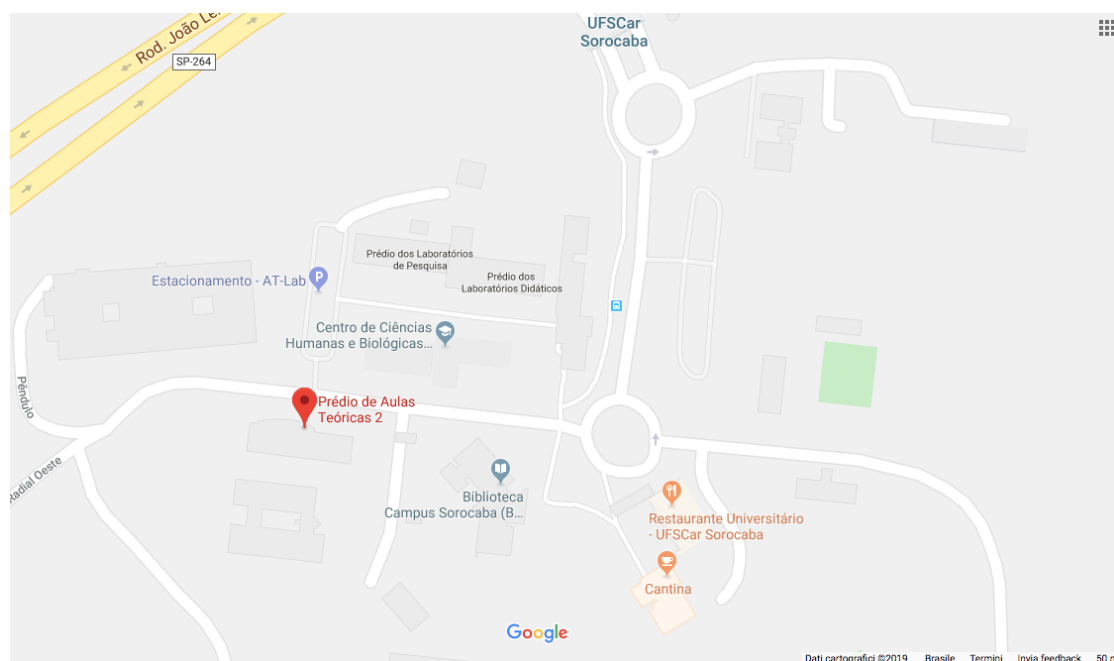 UFSCar
Sorocaba
Rod. João Le
SP-264
Prédio dos Laboratórios
de Pesquisa
Prédio dos
Laboratórios Didáticos
Estacionamento - AT-Lab
P
Centro de Ciências
Humanas e Biológicas...
Pêndulo
Prédio de Aulas
Teóricas 2
Radial Oeste
Biblioteca
Campus Sorocaba (B...
Restaurante Universitário
- UFSCar Sorocaba
Cantina
Google
Dati cartografici ©2019 Brasile Termini Invia feedback 50 m